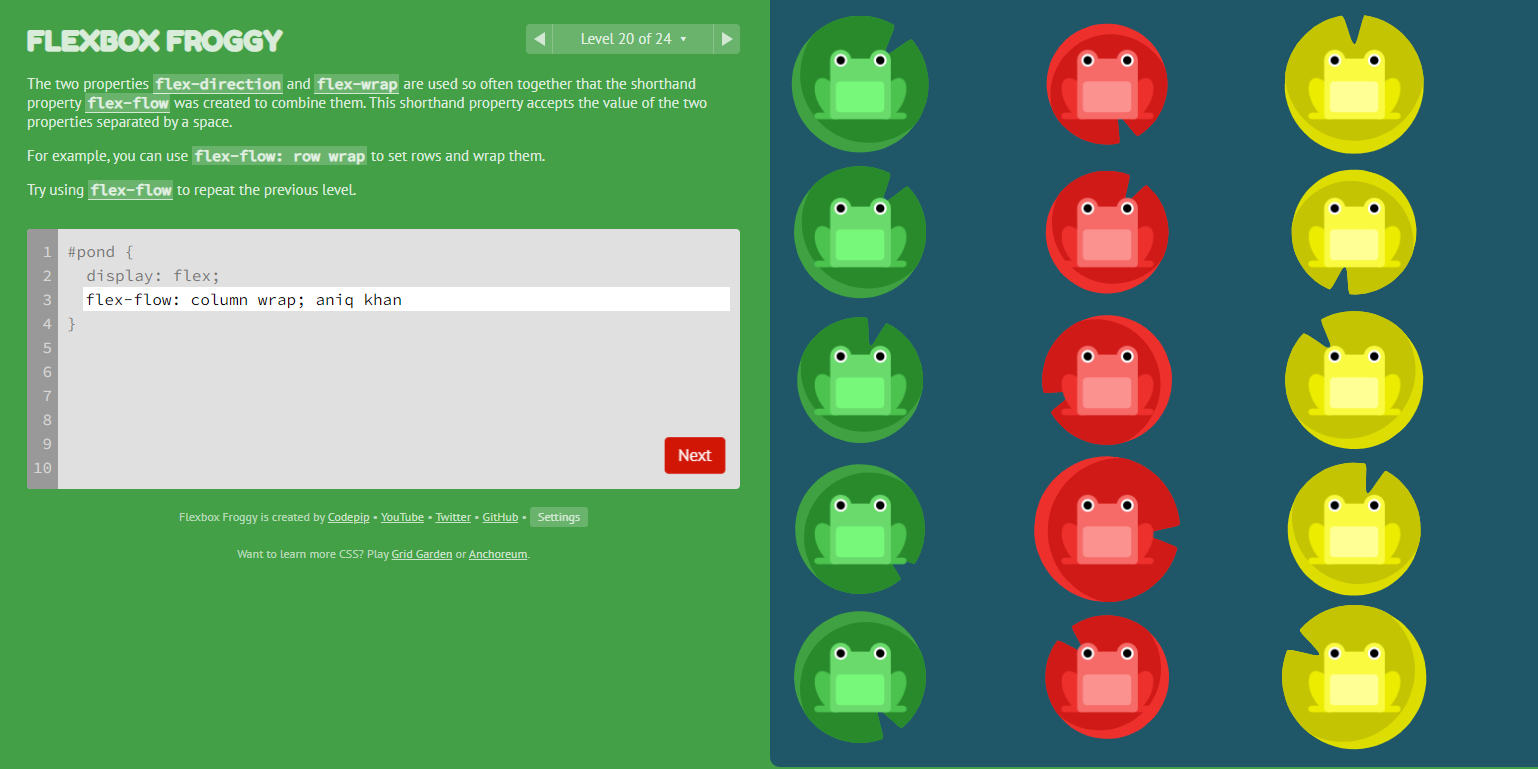 FLEXBOX FROGGY
◀ Level 20 of 24 ▾ ▶
The two properties flex-direction and flex-wrap are used so often together that the shorthand
property flex-flow was created to combine them. This shorthand property accepts the value of the two
properties separated by a space.
For example, you can use flex-flow: row wrap to set rows and wrap them.
Try using flex-flow to repeat the previous level.
1 #pond {
2 display: flex;
3 flex-flow: column wrap; aniq khan
4 }
5
6
7
8
9
10
Next
Flexbox Froggy is created by Codepip • YouTube • Twitter • GitHub • Settings
Want to learn more CSS? Play Grid Garden or Anchoreum.